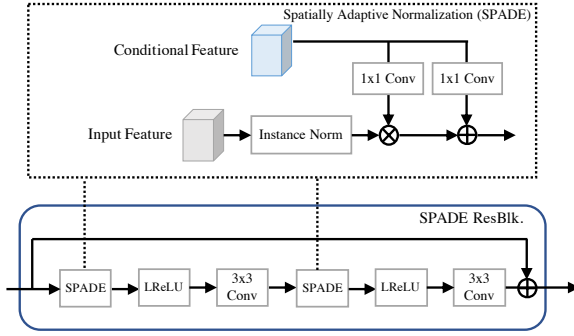 Spatially Adaptive Normalization (SPADE)
Conditional Feature
1x1 Conv
1x1 Conv
Input Feature
Instance Norm
SPADE ResBlk.
SPADE
LReLU
3x3
Conv
SPADE
LReLU
3x3
Conv